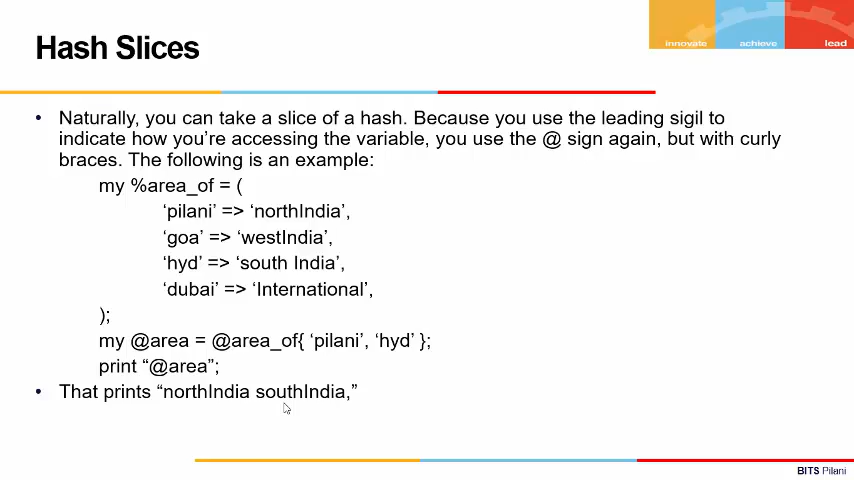 Hash Slices
innovate achieve lead
• Naturally, you can take a slice of a hash. Because you use the leading sigil to
indicate how you’re accessing the variable, you use the @ sign again, but with curly
braces. The following is an example:
my %area_of = (
‘pilani’ => ‘northIndia’,
‘goa’ => ‘westIndia’,
‘hyd’ => ‘south India’,
‘dubai’ => ‘International’,
);
my @area = @area_of{ ‘pilani’, ‘hyd’ };
print “@area”;
• That prints “northIndia southIndia,”
BITS Pilani